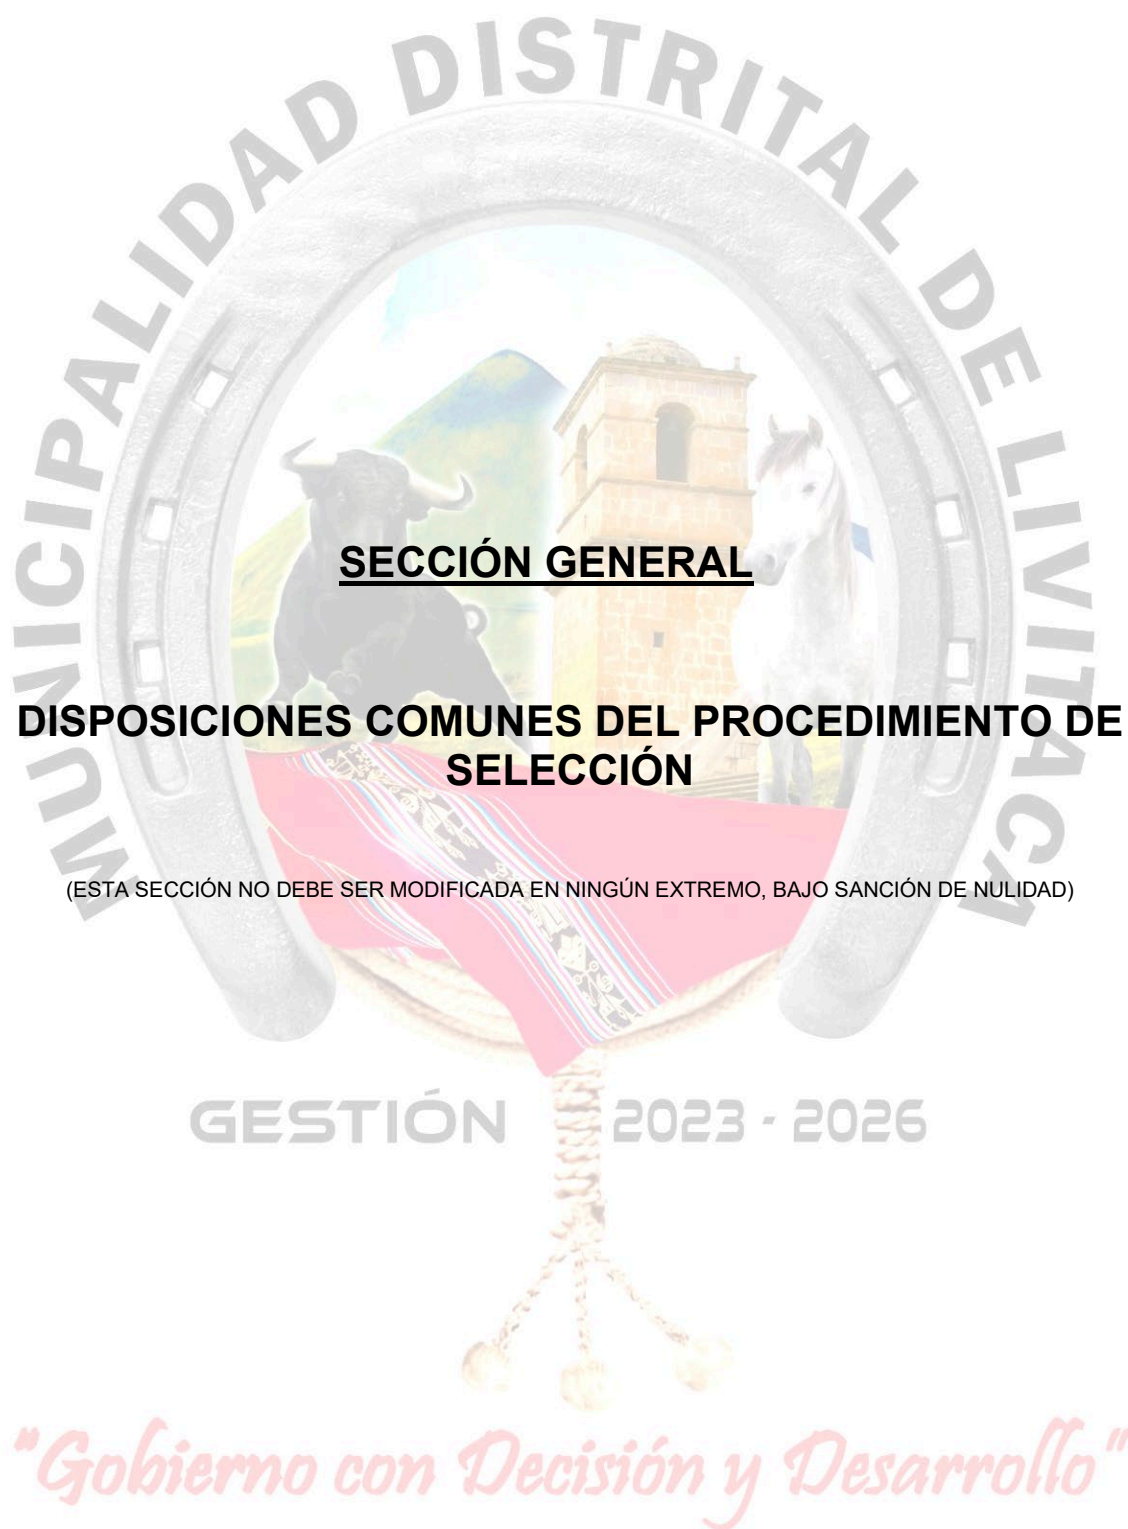 MUNICIPALIDAD DISTRITAL DE LIVITACA
SECCIÓN GENERAL
DISPOSICIONES COMUNES DEL PROCEDIMIENTO DE
SELECCIÓN
(ESTA SECCIÓN NO DEBE SER MODIFICADA EN NINGÚN EXTREMO, BAJO SANCIÓN DE NULIDAD)
GESTIÓN 2023 - 2026
"Gobierno con Decisión y Desarrollo"